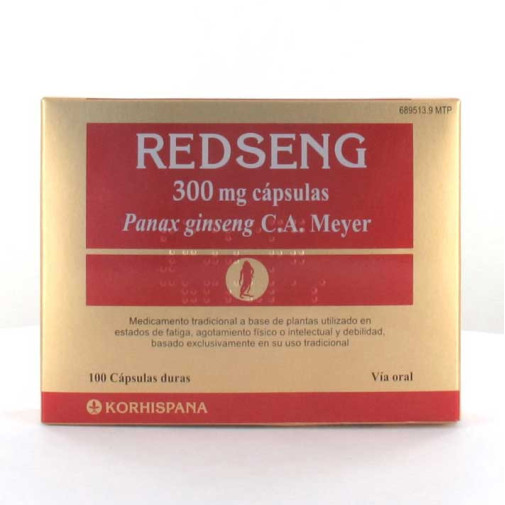 689513.9 MTP
REDSENG
300 mg cápsulas
Panax ginseng C.A. Meyer
Medicamento tradicional a base de plantas utilizado en
estados de fatiga, agotamiento físico o intelectual y debilidad,
basado exclusivamente en su uso tradicional
100 Cápsulas duras
Vía oral
KORHISPANA